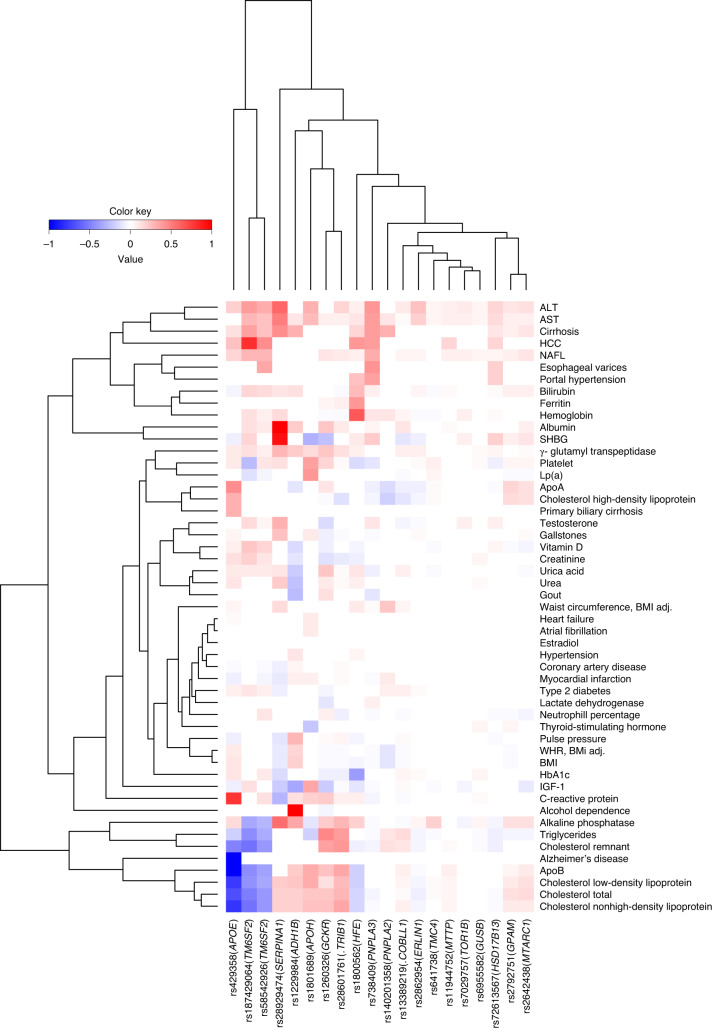 Color key
−1 −0.5 0 0.5 1
Value
ALT
AST
Cirrhosis
HCC
NAFL
Esophageal varices
Portal hypertension
Bilirubin
Ferritin
Hemoglobin
Albumin
SHBG
γ- glutamyl transpeptidase
Platelet
Lp(a)
ApoA
Cholesterol high-density lipoprotein
Primary biliary cirrhosis
Testosterone
Gallstones
Vitamin D
Creatinine
Urica acid
Urea
Gout
Waist circumference, BMI adj.
Heart failure
Atrial fibrillation
Estradiol
Hypertension
Coronary artery disease
Myocardial infarction
Type 2 diabetes
Lactate dehydrogenase
Neutrophill percentage
Thyroid-stimulating hormone
Pulse pressure
WHR, BMi adj.
BMI
HbA1c
IGF-1
C-reactive protein
Alcohol dependence
Alkaline phosphatase
Triglycerides
Cholesterol remnant
Alzheimer's disease
ApoB
Cholesterol low-density lipoprotein
Cholesterol total
Cholesterol nonhigh-density lipoprotein
rs429358(APOE)
rs187429064(TM6SF2)
rs58542926(TM6SF2)
rs28929474(SERPINA1)
rs1229984(ADH1B)
rs1801689(APOH)
rs1260326(GCKR)
rs28601761(.TRIB1)
rs1800562(HFE)
rs738409(PNPLA3)
rs140201358(PNPLA2)
rs13389219(.COBLL1)
rs2862954(ERLIN1)
rs641738(TMC4)
rs11944752(MTTP)
rs7029757(TOR1B)
rs6955582(GUSB)
rs72613567(HSD17B13)
rs2792751(GPAM)
rs2642438(MTARC1)